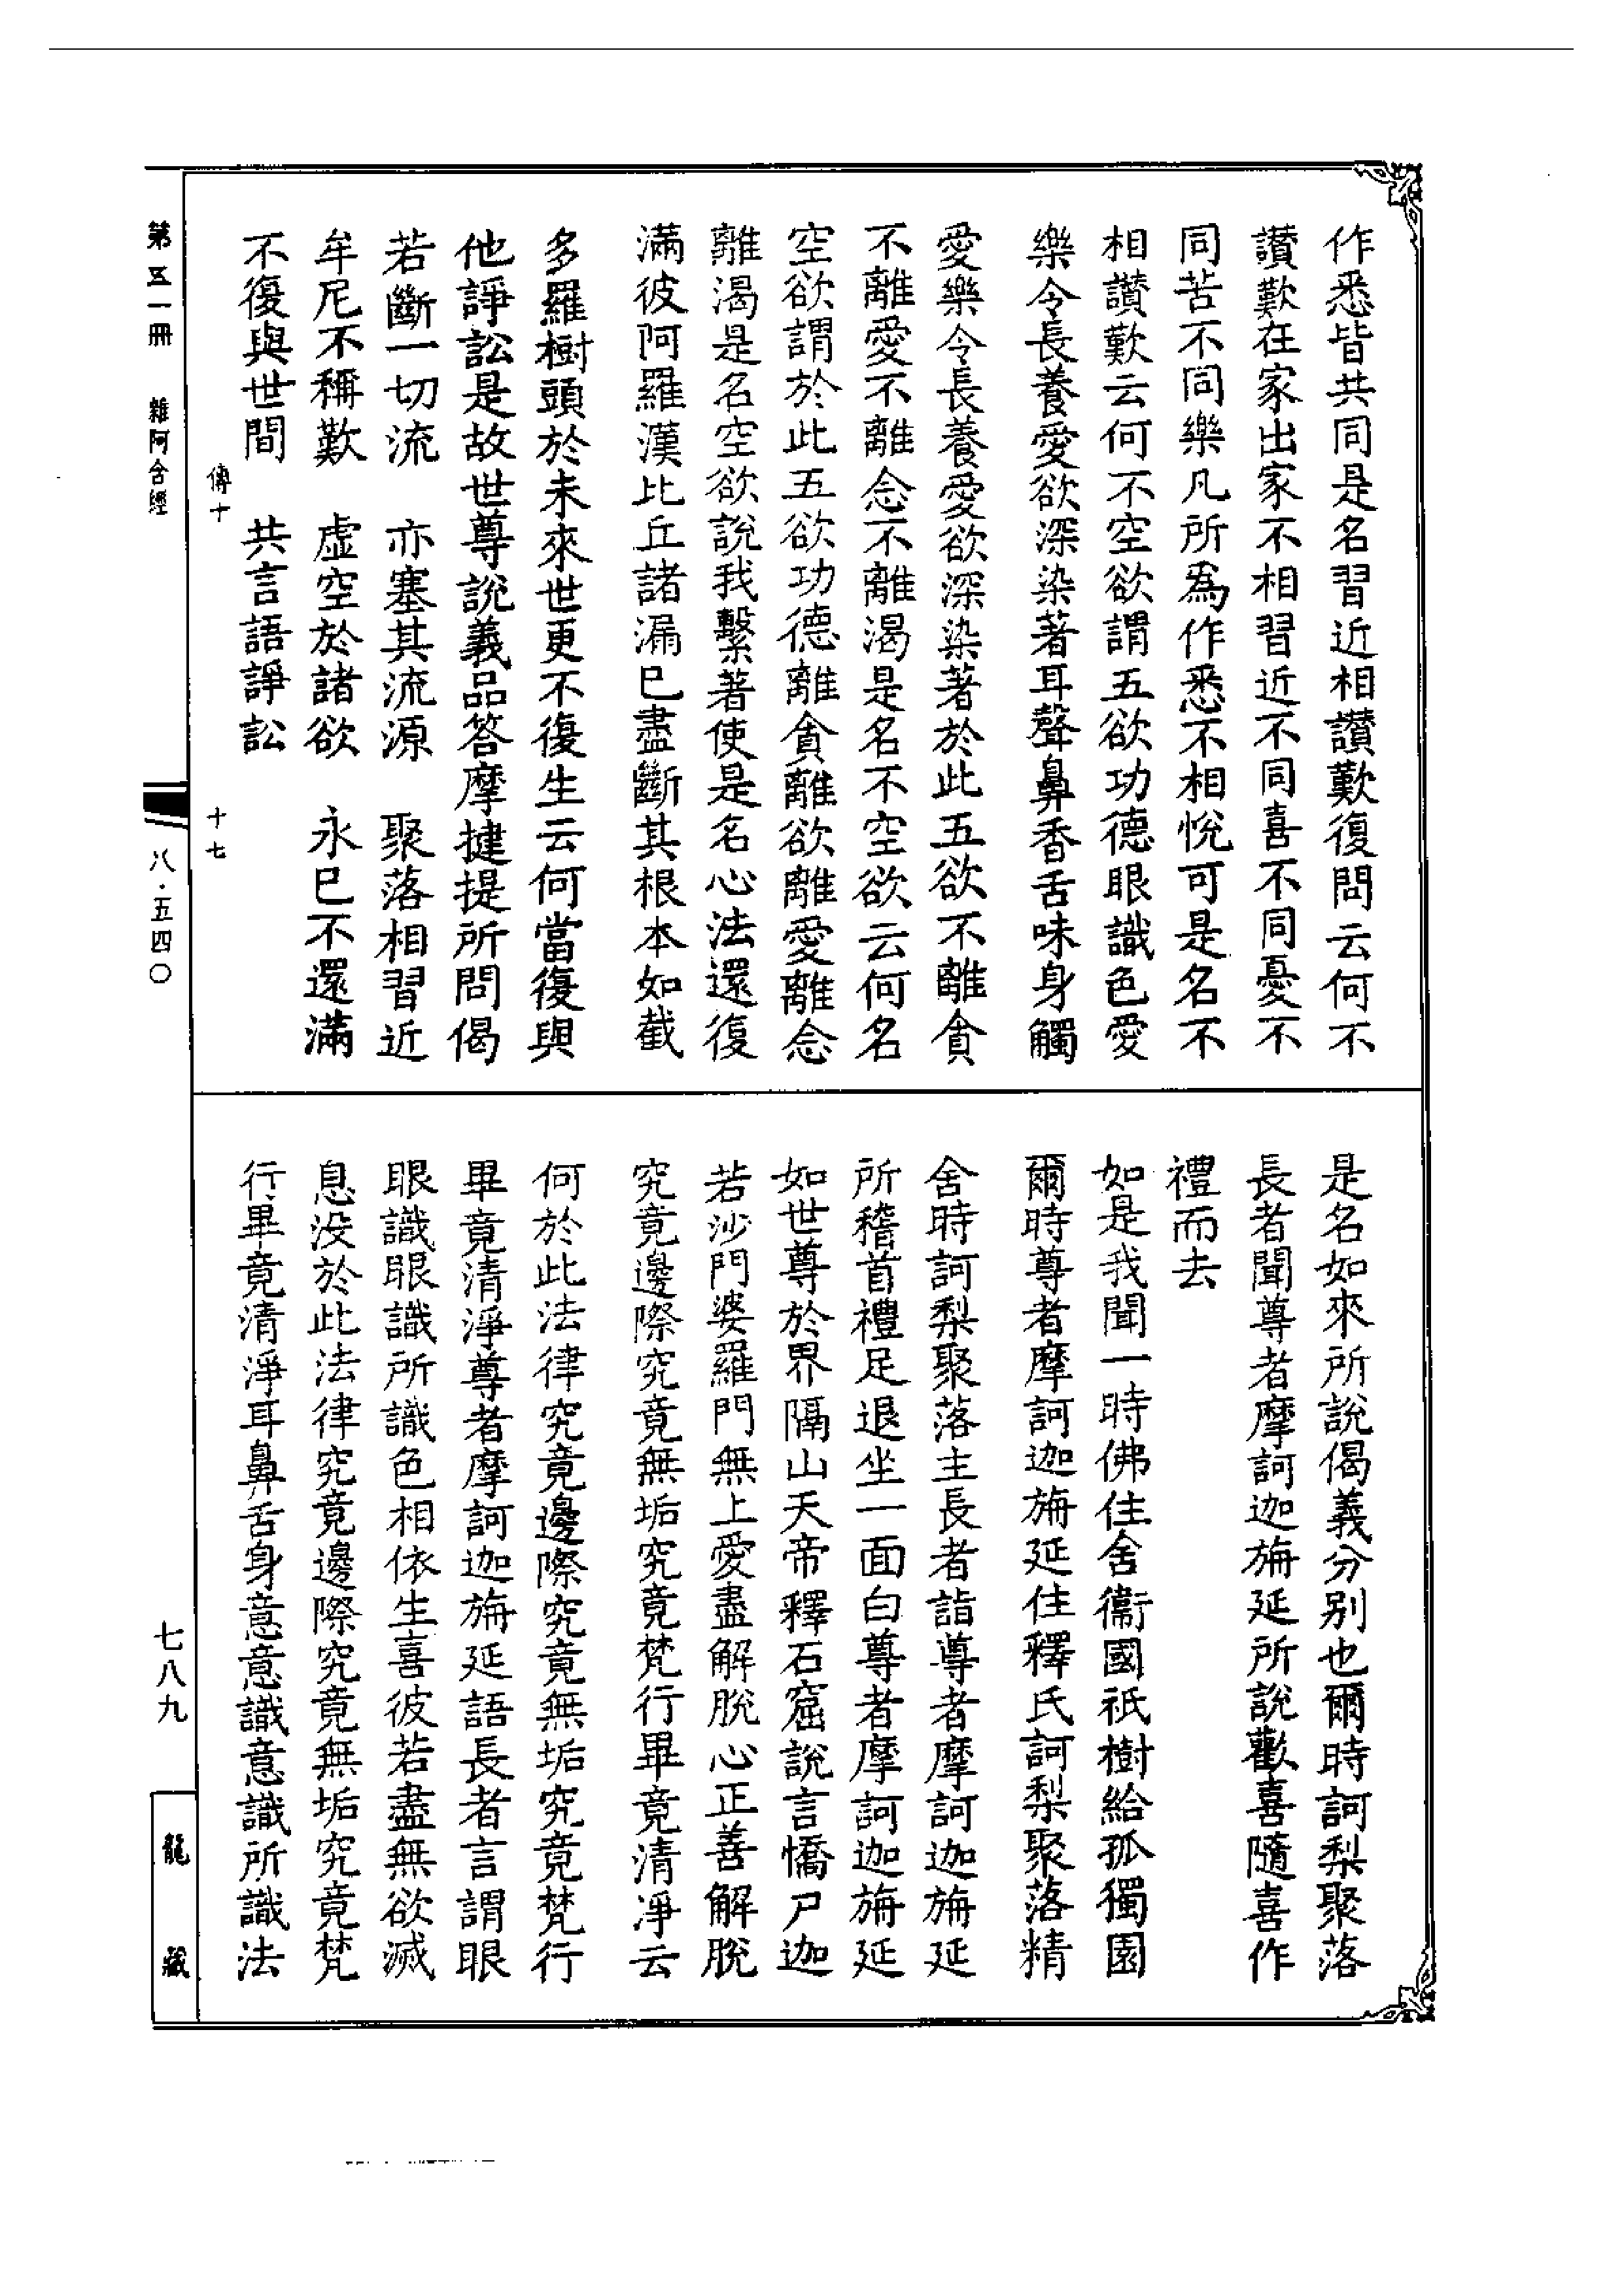 作悉皆共同是名習近相讃歎復問云何不
讃歎在家出家不相習近不同喜不同憂不
同苦不同樂凡所爲作悉不相悅可是名不
相讃歎云何不空欲謂五欲功德眼識色愛
樂令長養愛欲深染著耳聲鼻香舌味身觸
愛樂令長養愛欲深染著於此五欲不離貪
不離愛不離念不離渴是名不空欲云何名
空欲謂於此五欲功德離貪離欲離愛離念
離渴是名空欲說我繫著使是名心法還復
滿彼阿羅漢比丘諸漏已盡斷其根本如截
多羅樹頭於未來世更不復生云何當復與
他諍訟是故世尊說義品答摩揵提所問偈
若斷一切流 亦塞其流源 聚落相習近
牟尼不稱歎 虛空於諸欲 永已不還滿
不復與世間 共言語諍訟
是名如來所說偈義分别也爾時訶梨聚落
長者聞尊者摩訶迦旃延所說歡喜隨喜作
禮而去
如是我聞一時佛住舍衞國祇樹給孤獨園
爾時尊者摩訶迦旃延住釋氏訶梨聚落精
舍時訶梨聚落主長者詣尊者摩訶迦旃延
所稽首禮足退坐一面白尊者摩訶迦旃延
如世尊於界隔山天帝釋石窟說言憍尸迦
若沙門婆羅門無上愛盡解脫心正善解脫
究竟邊際究竟無垢究竟梵行畢竟清淨云
何於此法律究竟邊際究竟無垢究竟梵行
畢竟清淨尊者摩訶迦旃延語長者言謂眼
眼識眼識所識色相依生喜彼若盡無欲滅
息没於此法律究竟邊際究竟無垢究竟梵
行畢竟清淨耳鼻舌身意意識意識所識法
傳十 十七
第五一冊 雜阿含經
八·五四〇
七八九
龍藏